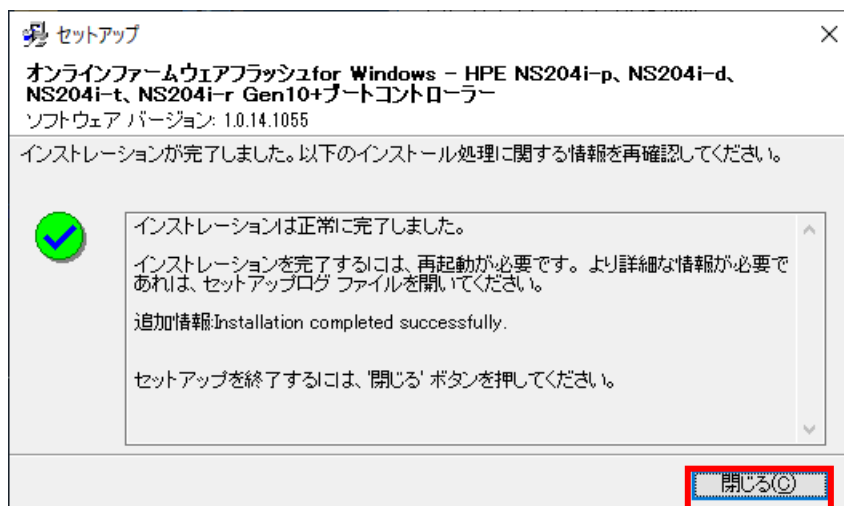 セットアップ
オンラインファームウェアフラッシュfor Windows - HPE NS204i-p、NS204i-d、
NS204i-t、NS204i-r Gen10+ブートコントローラー
ソフトウェア バージョン: 1.0.14.1055
インストレーションが完了しました。以下のインストール処理に関する情報を再確認してください。
インストレーションは正常に完了しました。
インストレーションを完了するには、再起動が必要です。より詳細な情報が必要で
あれば、セットアップログ ファイルを開いてください。
追加情報:Installation completed successfully.
セットアップを終了するには、'閉じる' ボタンを押してください。
閉じる(C)